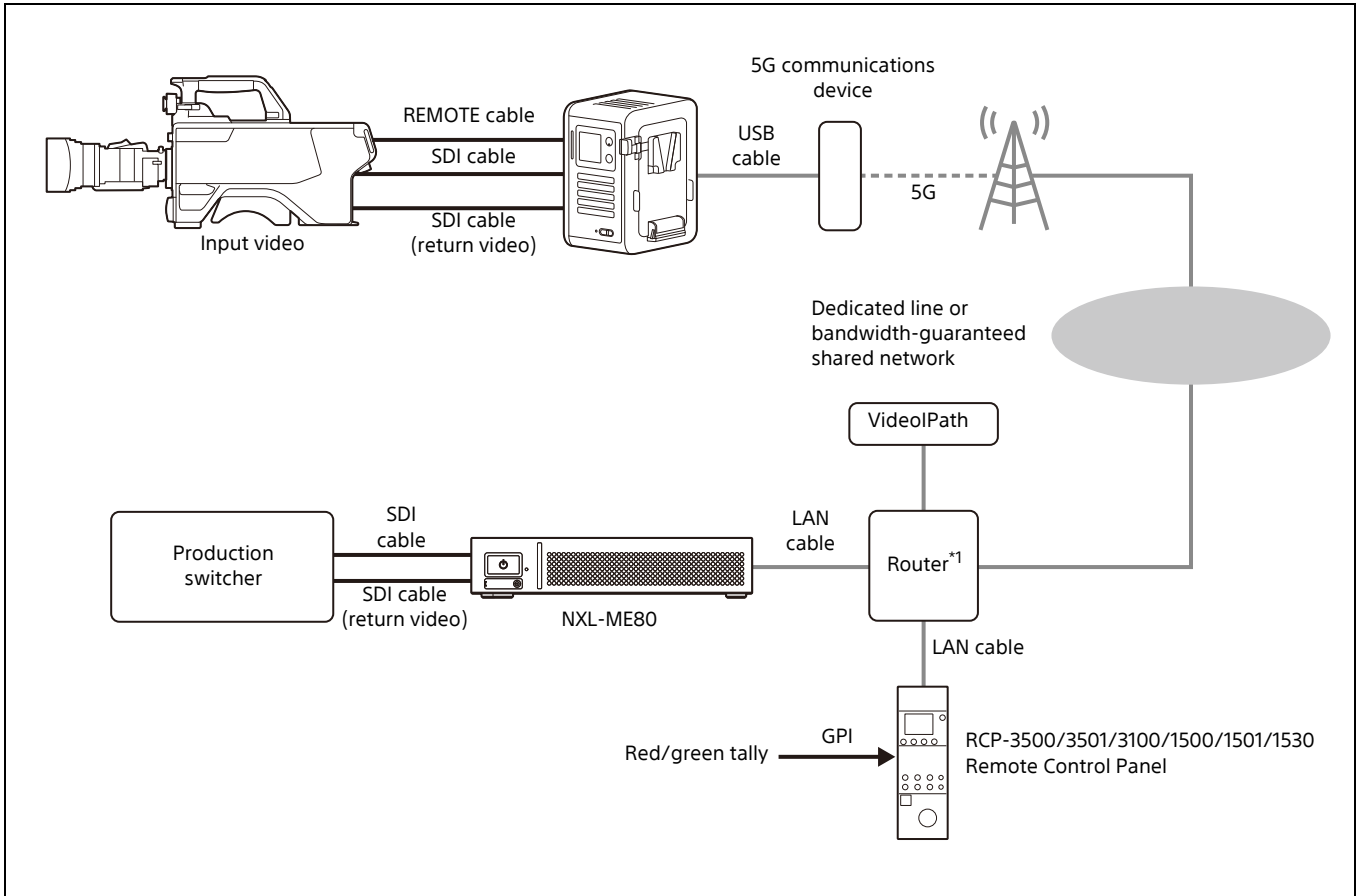 5G communications
device
REMOTE cable
USB
cable
SDI cable
5G
SDI cable
(return video)
Input video
Dedicated line or
bandwidth-guaranteed
shared network
VideoIPath
SDI
cable
LAN
cable
Production
switcher
Router*1
SDI cable
(return video)
NXL-ME80
LAN cable
GPI
Red/green tally
RCP-3500/3501/3100/1500/1501/1530
Remote Control Panel